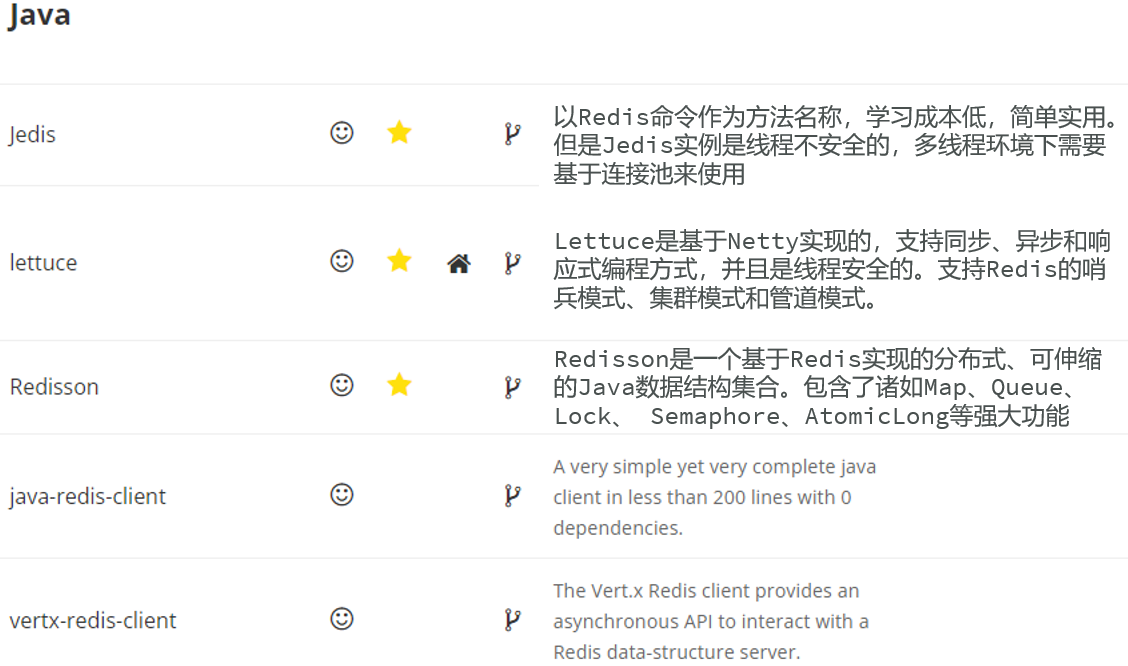 Java
Jedis
以Redis命令作为方法名称，学习成本低，简单实用。
但是Jedis实例是线程不安全的，多线程环境下需要
基于连接池来使用
lettuce
Lettuce是基于Netty实现的，支持同步、异步和响
应式编程方式，并且是线程安全的。支持Redis的哨
兵模式、集群模式和管道模式。
Redisson
Redisson是一个基于Redis实现的分布式、可伸缩
的Java数据结构集合。包含了诸如Map、Queue、
Lock、 Semaphore、AtomicLong等强大功能
java-redis-client
A very simple yet very complete java
client in less than 200 lines with 0
dependencies.
vertx-redis-client
The Vert.x Redis client provides an
asynchronous API to interact with a
Redis data-structure server.